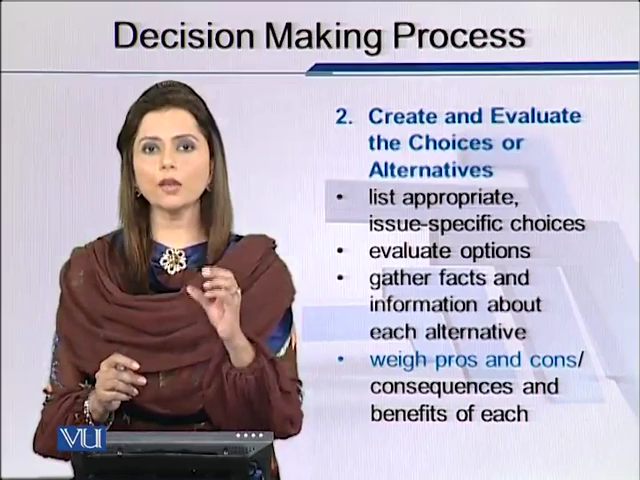 Decision Making Process
2. Create and Evaluate
the Choices or
Alternatives
• list appropriate,
issue-specific choices
• evaluate options
• gather facts and
information about
each alternative
• weigh pros and cons/
consequences and
benefits of each
VU